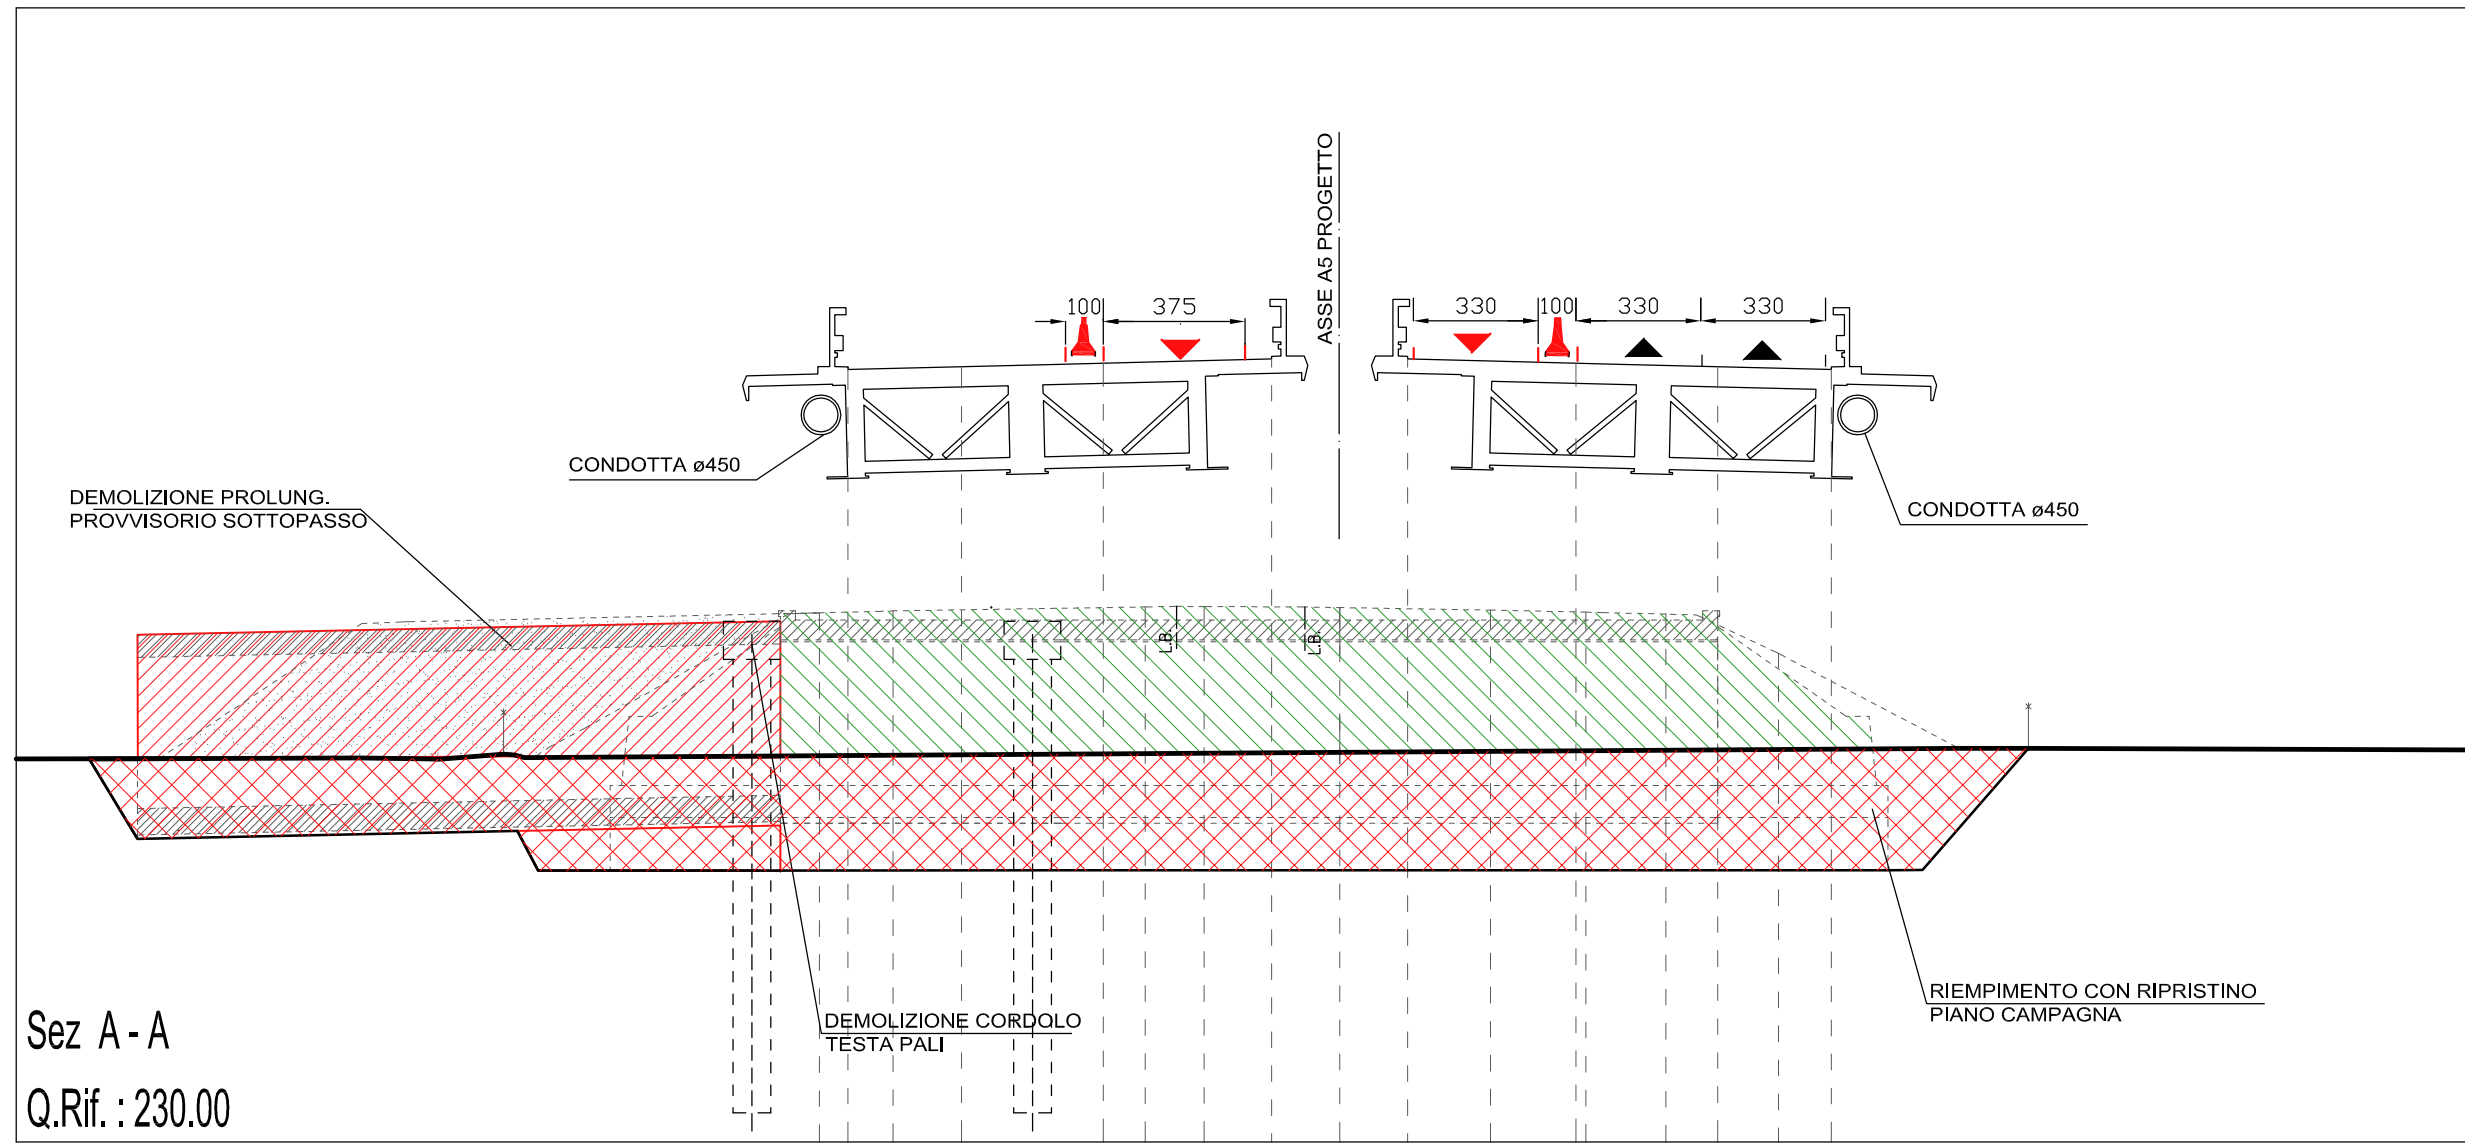 ASSE A5 PROGETTO
100
375
330
100
330
330
CONDOTTA ø450
DEMOLIZIONE PROLUNG.
PROVVISORIO SOTTOPASSO
CONDOTTA ø450
L.B.
L.B.
RIEMPIMENTO CON RIPRISTINO
PIANO CAMPAGNA
DEMOLIZIONE CORDOLO
TESTA PALI
Sez A - A
Q.Rif. : 230.00